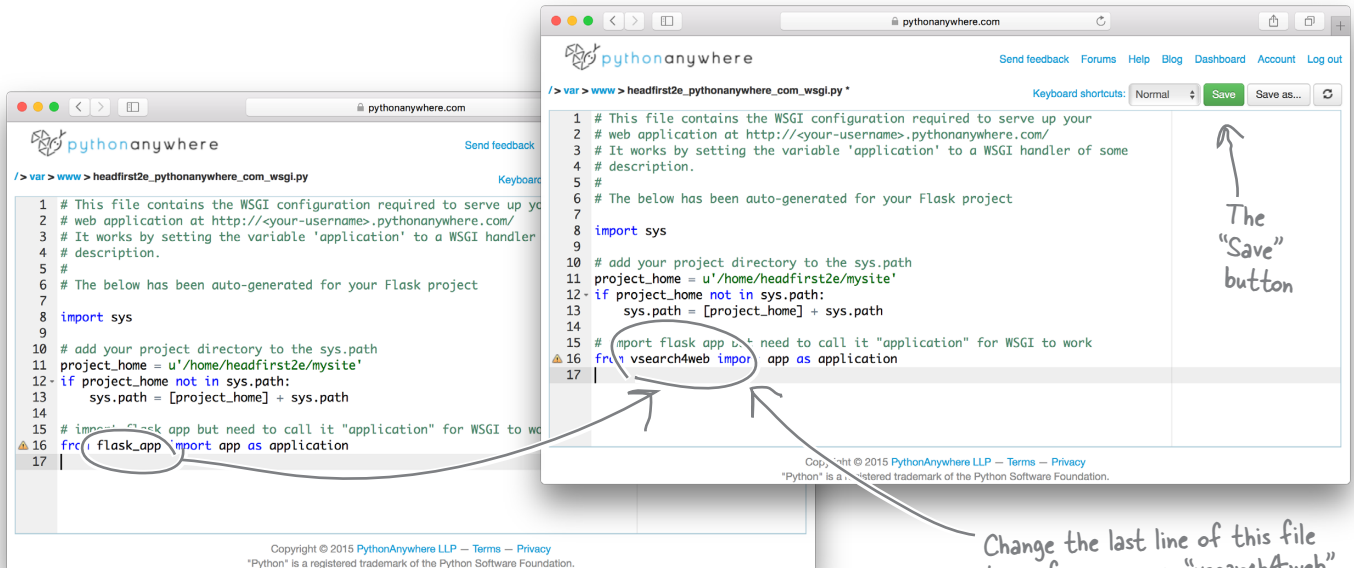 pythonanywhere.com
pythonanywhere
Send feedback Forums Help Blog Dashboard Account Log out
/ > var > www > headfirst2e_pythonanywhere_com_wsgi.py *
Keyboard shortcuts: Normal Save Save as...
1 # This file contains the WSGI configuration required to serve up your
2 # web application at http://<your-username>.pythonanywhere.com/
3 # It works by setting the variable 'application' to a WSGI handler of some
4 # description.
5 #
6 # The below has been auto-generated for your Flask project
7
8 import sys
9
10 # add your project directory to the sys.path
11 project_home = u'/home/headfirst2e/mysite'
12 if project_home not in sys.path:
13 sys.path = [project_home] + sys.path
14
15 # import flask app but need to call it "application" for WSGI to work
16 from vsearch4web import app as application
17
Copyright © 2015 PythonAnywhere LLP — Terms — Privacy
"Python" is a registered trademark of the Python Software Foundation.
The
"Save"
button
pythonanywhere.com
pythonanywhere
Send feedback
/ > var > www > headfirst2e_pythonanywhere_com_wsgi.py
Keyboard
1 # This file contains the WSGI configuration required to serve up
2 # web application at http://<your-username>.pythonanywhere.com/
3 # It works by setting the variable 'application' to a WSGI handler
4 # description.
5 #
6 # The below has been auto-generated for your Flask project
7
8 import sys
9
10 # add your project directory to the sys.path
11 project_home = u'/home/headfirst2e/mysite'
12 if project_home not in sys.path:
13 sys.path = [project_home] + sys.path
14
15 # import flask app but need to call it "application" for WSGI to
16 from flask_app import app as application
17
Copyright © 2015 PythonAnywhere LLP — Terms — Privacy
"Python" is a registered trademark of the Python Software Foundation.
Change the last line of this file
"vsearch4web"